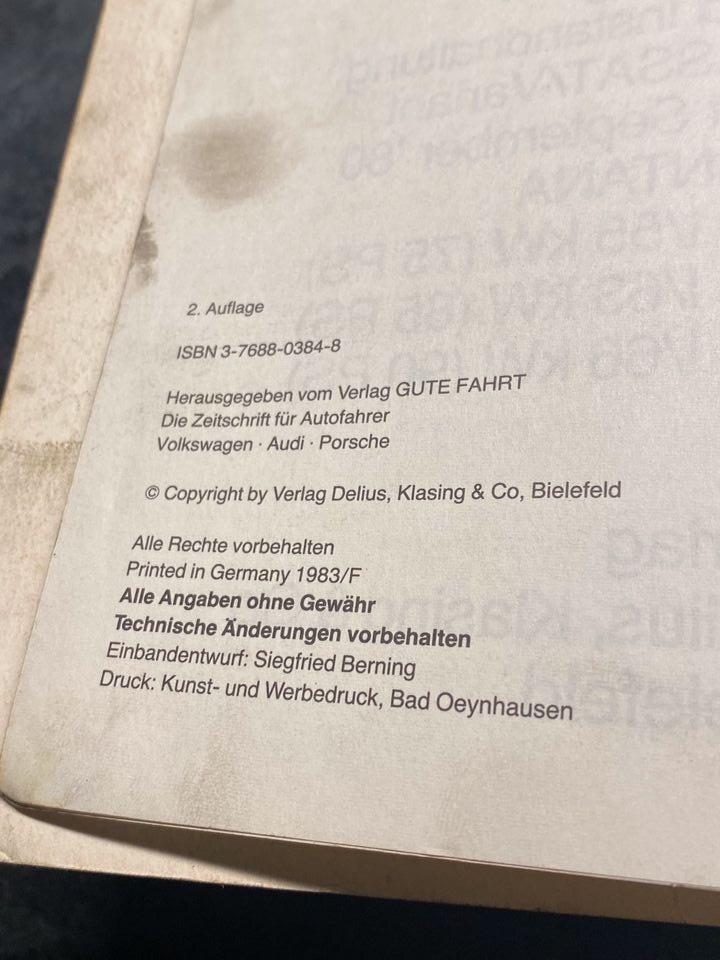 2. Auflage
ISBN 3-7688-0384-8
Herausgegeben vom Verlag GUTE FAHRT
Die Zeitschrift für Autofahrer
Volkswagen · Audi · Porsche
© Copyright by Verlag Delius, Klasing & Co, Bielefeld
Alle Rechte vorbehalten
Printed in Germany 1983/F
Alle Angaben ohne Gewähr
Technische Änderungen vorbehalten
Einbandentwurf: Siegfried Berning
Druck: Kunst- und Werbedruck, Bad Oeynhausen